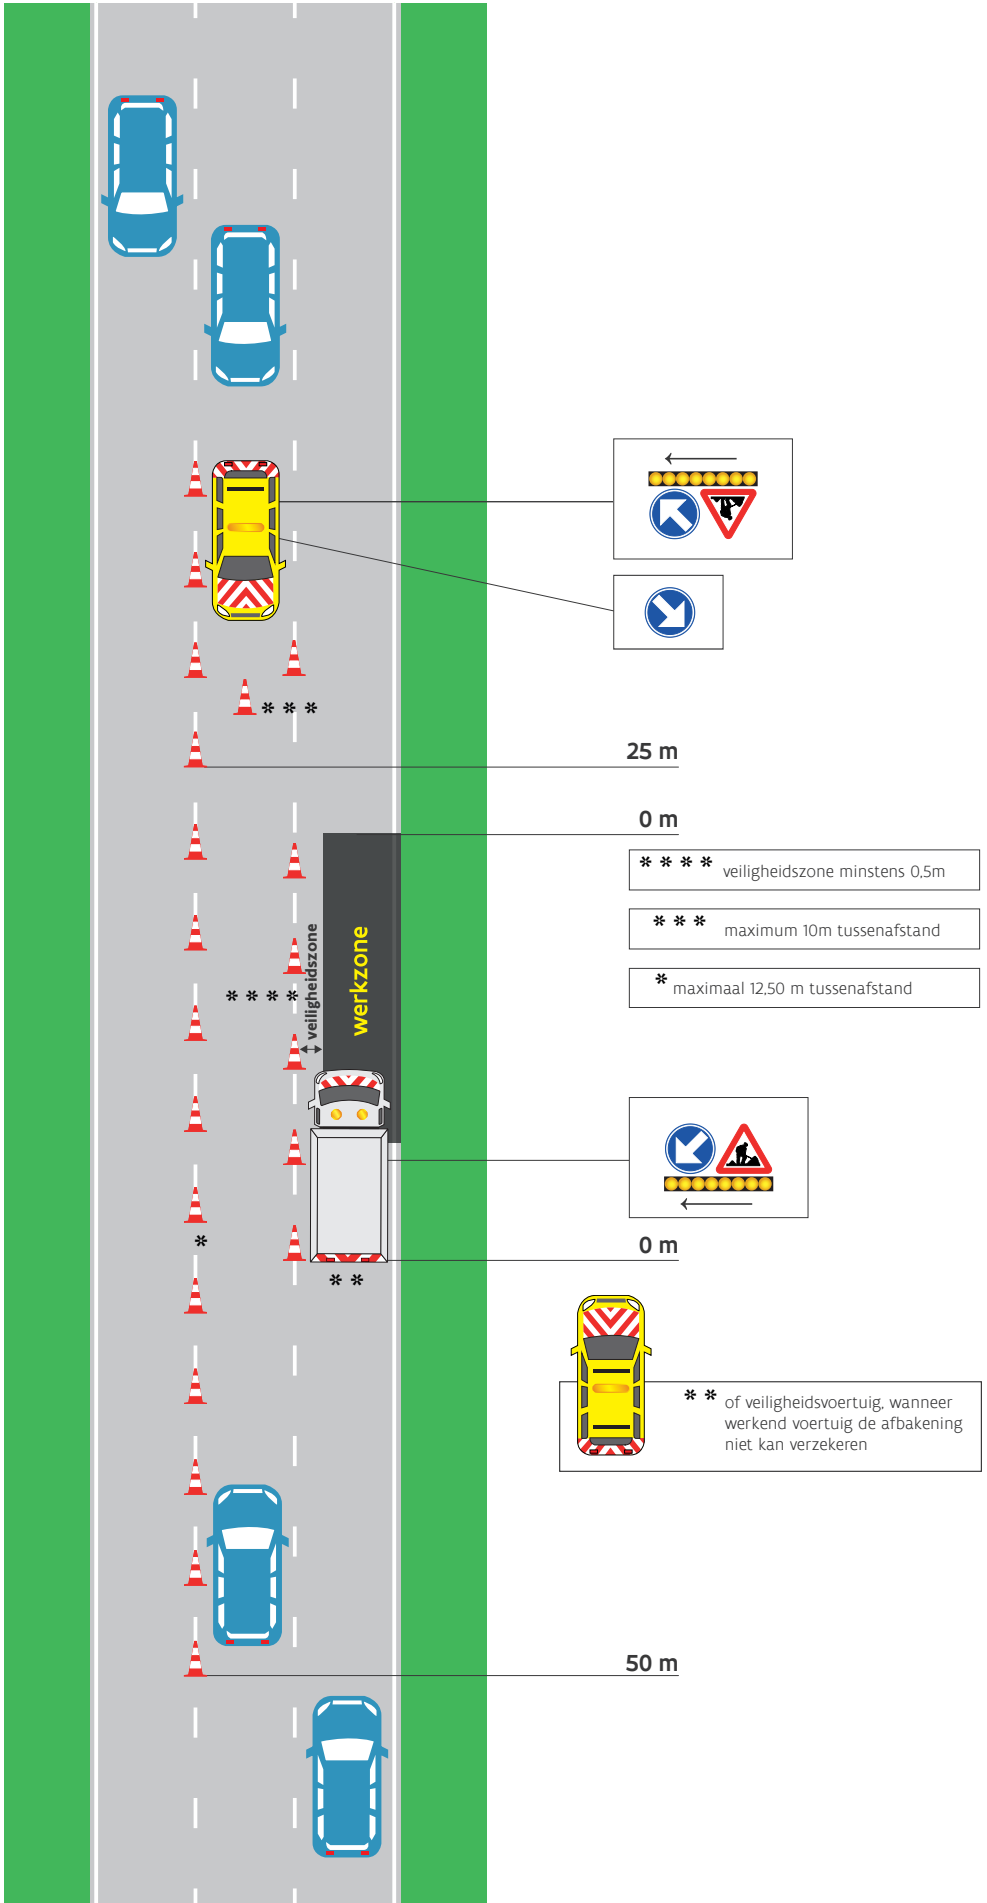 * * *
25 m
0 m
* * * * veiligheidszone minstens 0,5m
* * * maximum 10m tussenafstand
* maximaal 12,50 m tussenafstand
veiligheidszone
werkzone
* * * *
*
0 m
* *
* * of veiligheidsvoertuig, wanneer
werkend voertuig de afbakening
niet kan verzekeren
50 m